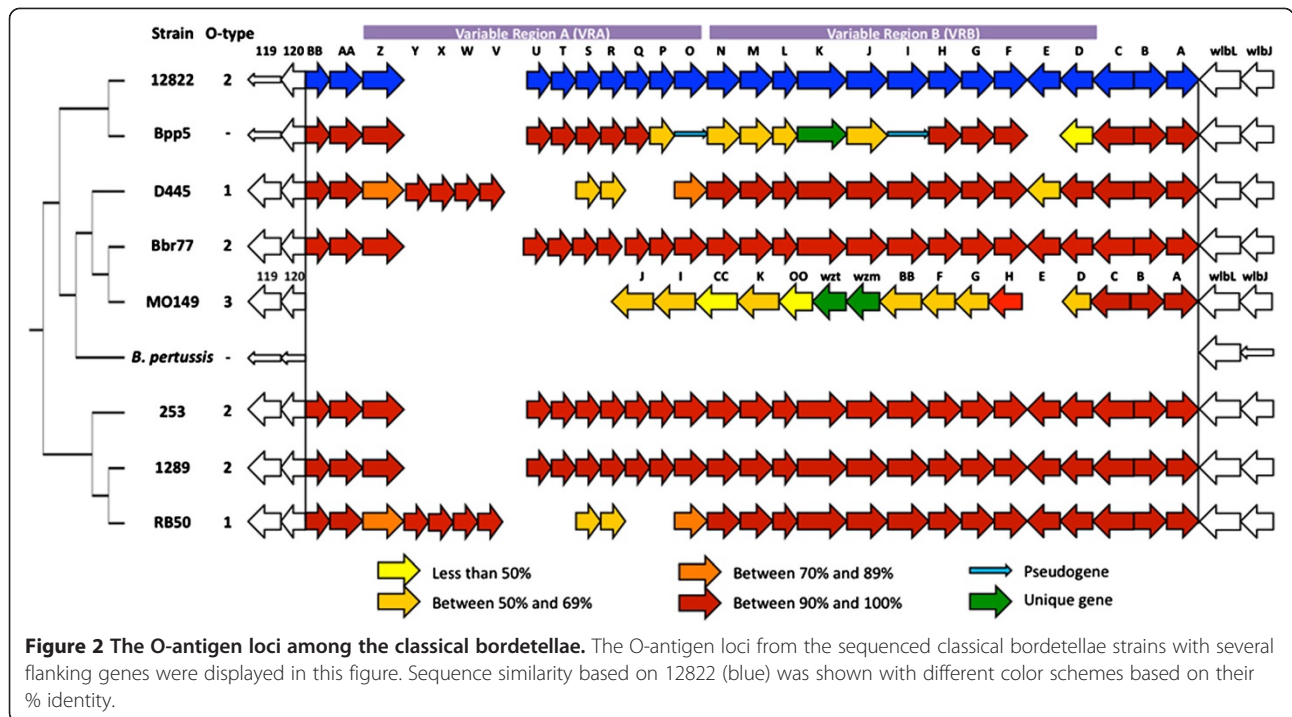 Variable Region A (VRA) Variable Region B (VRB)
Strain O-type 119 120 BB AA Z Y X W V U T S R Q P O N M L K J I H G F E D C B A wlbL wlbJ
12822 2
Bpp5 -
D445 1
Bbr77 2
119 120 J I CC K OO wzt wzm BB F G H E D C B A wlbL wlbJ
MO149 3
B. pertussis -
253 2
1289 2
RB50 1
Less than 50% Between 70% and 89% Pseudogene
Between 50% and 69% Between 90% and 100% Unique gene
Figure 2 The O-antigen loci among the classical bordetellae. The O-antigen loci from the sequenced classical bordetellae strains with several
flanking genes were displayed in this figure. Sequence similarity based on 12822 (blue) was shown with different color schemes based on their
% identity.